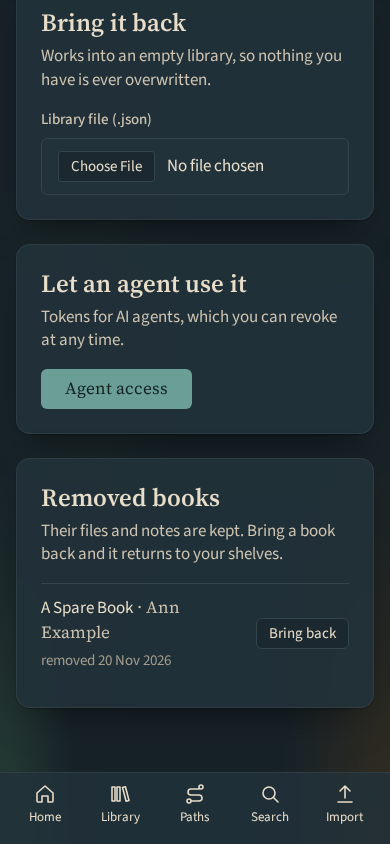 Bring it back
Works into an empty library, so nothing you
have is ever overwritten.
Library file (.json)
Choose File No file chosen
Let an agent use it
Tokens for AI agents, which you can revoke
at any time.
Agent access
Removed books
Their files and notes are kept. Bring a book
back and it returns to your shelves.
A Spare Book · Ann
Example
removed 20 Nov 2026
Bring back
Home Library Paths Search Import